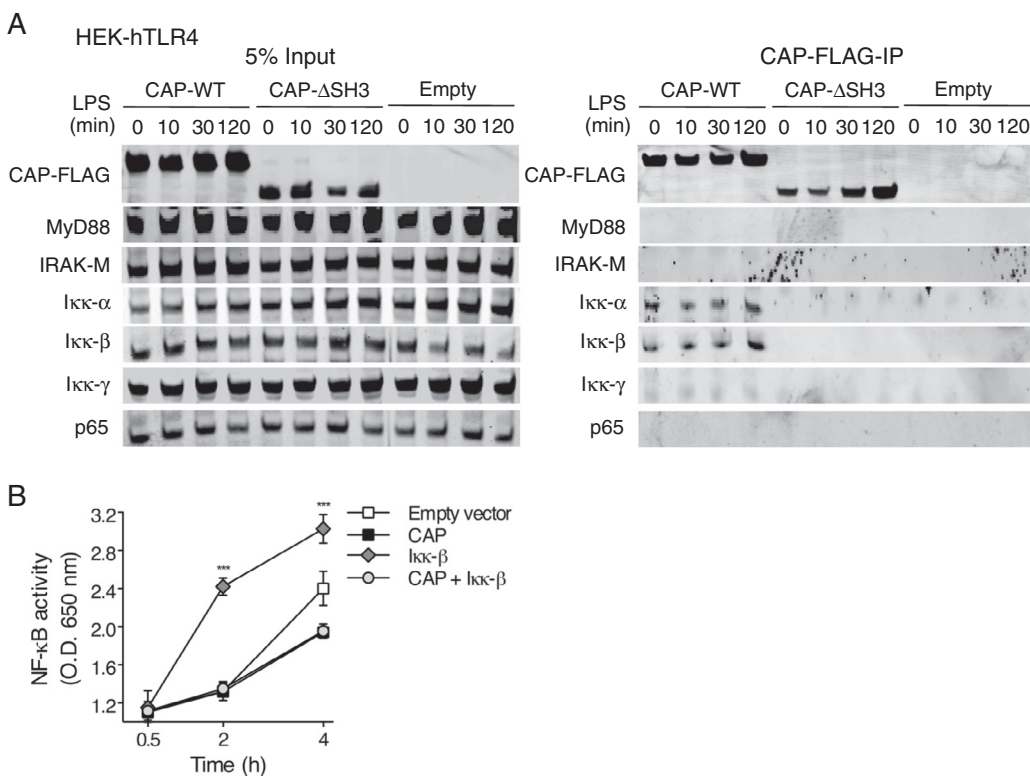 A
HEK-hTLR4
5% Input
CAP-FLAG-IP
CAP-WT CAP-ΔSH3 Empty
CAP-WT CAP-ΔSH3 Empty
LPS (min) 0 10 30 120 0 10 30 120 0 10 30 120
LPS (min) 0 10 30 120 0 10 30 120 0 10 30 120
CAP-FLAG
MyD88
IRAK-M
Iκκ-α
Iκκ-β
Iκκ-γ
p65
CAP-FLAG
MyD88
IRAK-M
Iκκ-α
Iκκ-β
Iκκ-γ
p65
B
NF-κB activity
(O.D. 650 nm)
3.2
2.8
2.4
2.0
1.6
1.2
***
***
0.5 2 4
Time (h)
Empty vector
CAP
Iκκ-β
CAP + Iκκ-β